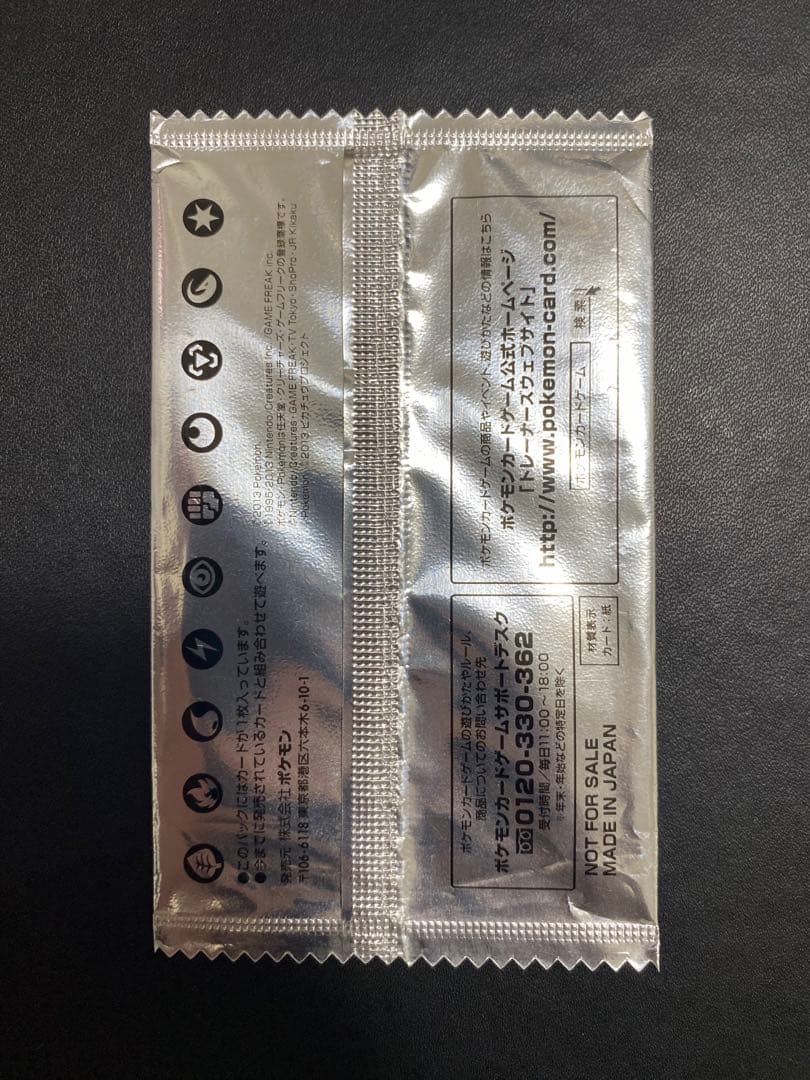 ©2013 Pokémon.
©1995-2013 Nintendo/Creatures inc./GAME FREAK inc.
ポケモン・Pokémonは任天堂・クリーチャーズ・ゲームフリークの登録商標です。
©Nintendo・Creatures・GAME FREAK・TV Tokyo・ShoPro・JR Kikaku
©Pokémon ©2013 ピカチュウプロジェクト
●このパックにはカードが1枚入っています。
●今までに発売されているカードと組み合わせて遊べます。
発売元 株式会社ポケモン
〒106-6118 東京都港区六本木6-10-1
ポケモンカードゲームの商品やイベント、遊びかたなどの情報はこちら
ポケモンカードゲーム公式ホームページ
「トレーナーズウェブサイト」
http://www.pokemon-card.com/
ポケモンカードゲーム 検索
ポケモンカードゲームの遊びかたやルール、
商品についてのお問い合わせ先
ポケモンカードゲームサポートデスク
0120-330-362
受付時間/毎日11:00~18:00
※年末・年始などの特定日を除く
材質表示
カード:紙
NOT FOR SALE
MADE IN JAPAN